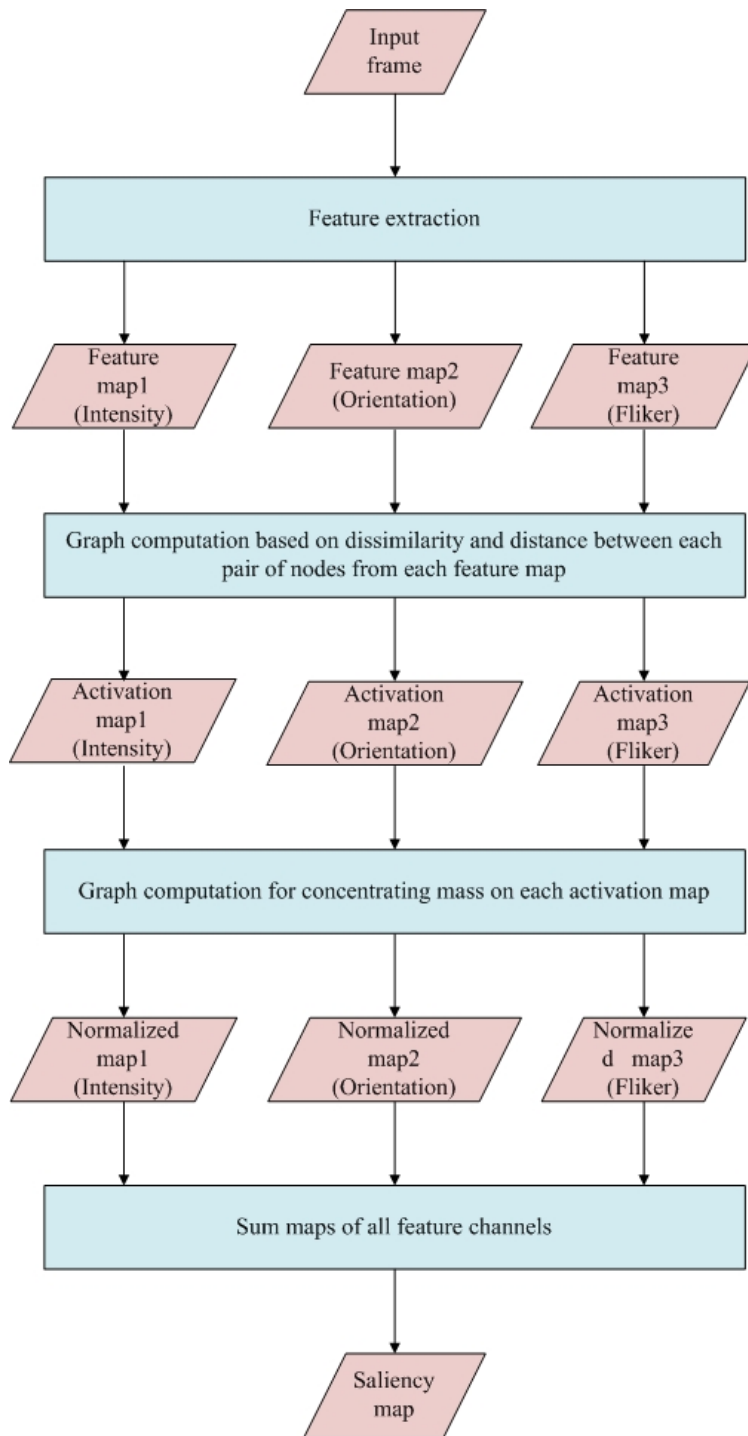 Input
frame
Feature extraction
Feature
map1
(Intensity)
Feature map2
(Orientation)
Feature
map3
(Fliker)
Graph computation based on dissimilarity and distance between each
pair of nodes from each feature map
Activation
map1
(Intensity)
Activation
map2
(Orientation)
Activation
map3
(Fliker)
Graph computation for concentrating mass on each activation map
Normalized
map1
(Intensity)
Normalized
map2
(Orientation)
Normalize
d map3
(Fliker)
Sum maps of all feature channels
Saliency
map